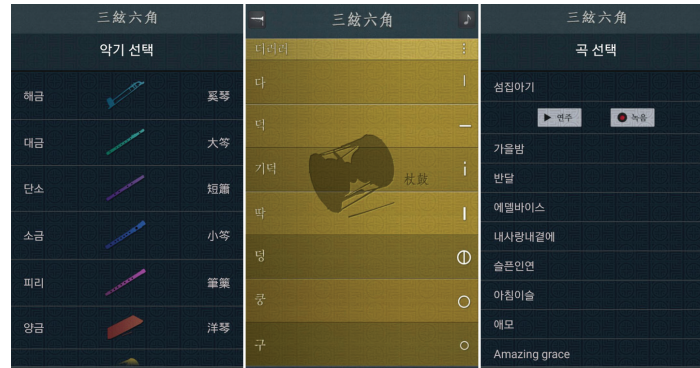 三絃六角
악기 선택
해금 奚琴
대금 大笒
단소 短簫
소금 小笒
피리 篳篥
양금 洋琴
三絃六角
더러러
다
덕
기덕
杖鼓
딱
덩
쿵
구
三絃六角
곡 선택
섬집아기
연주 녹음
가을밤
반달
에델바이스
내사랑내곁에
슬픈인연
아침이슬
애모
Amazing grace